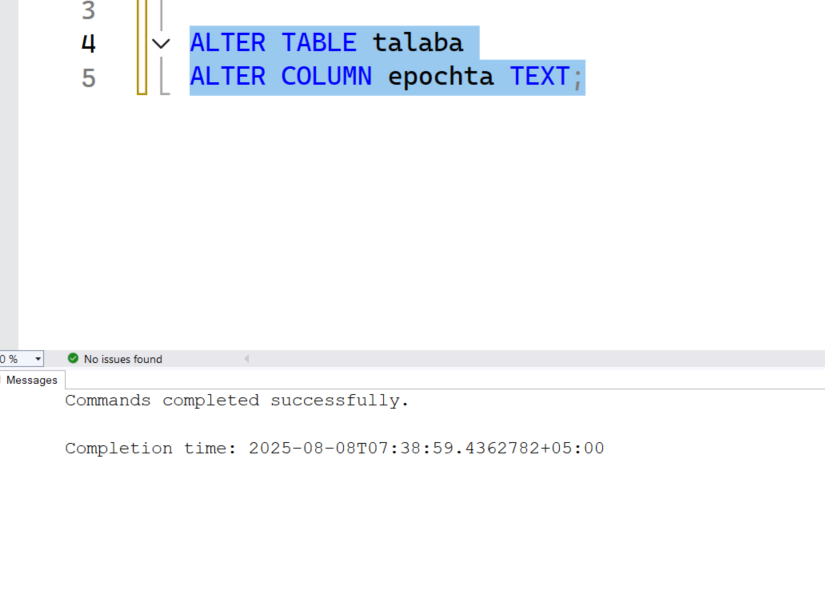 3
4 ALTER TABLE talaba
5 ALTER COLUMN epochta TEXT;
0 % No issues found
Messages
Commands completed successfully.
Completion time: 2025-08-08T07:38:59.4362782+05:00